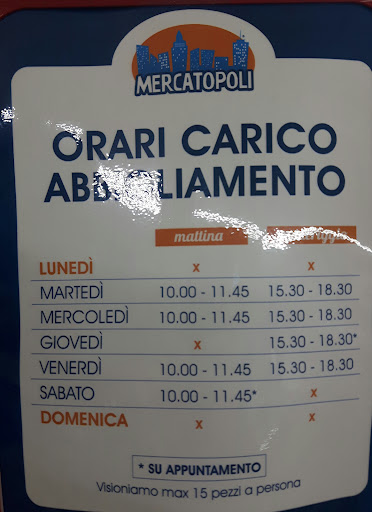 MERCATOPOLI
ORARI CARICO
ABBIGLIAMENTO
mattina
LUNEDÌ x x
MARTEDÌ 10.00 - 11.45 15.30 - 18.30
MERCOLEDÌ 10.00 - 11.45 15.30 - 18.30
GIOVEDÌ x 15.30 - 18.30*
VENERDÌ 10.00 - 11.45 15.30 - 18.30
SABATO 10.00 - 11.45* x
DOMENICA x x
* SU APPUNTAMENTO
Visioniamo max 15 pezzi a persona